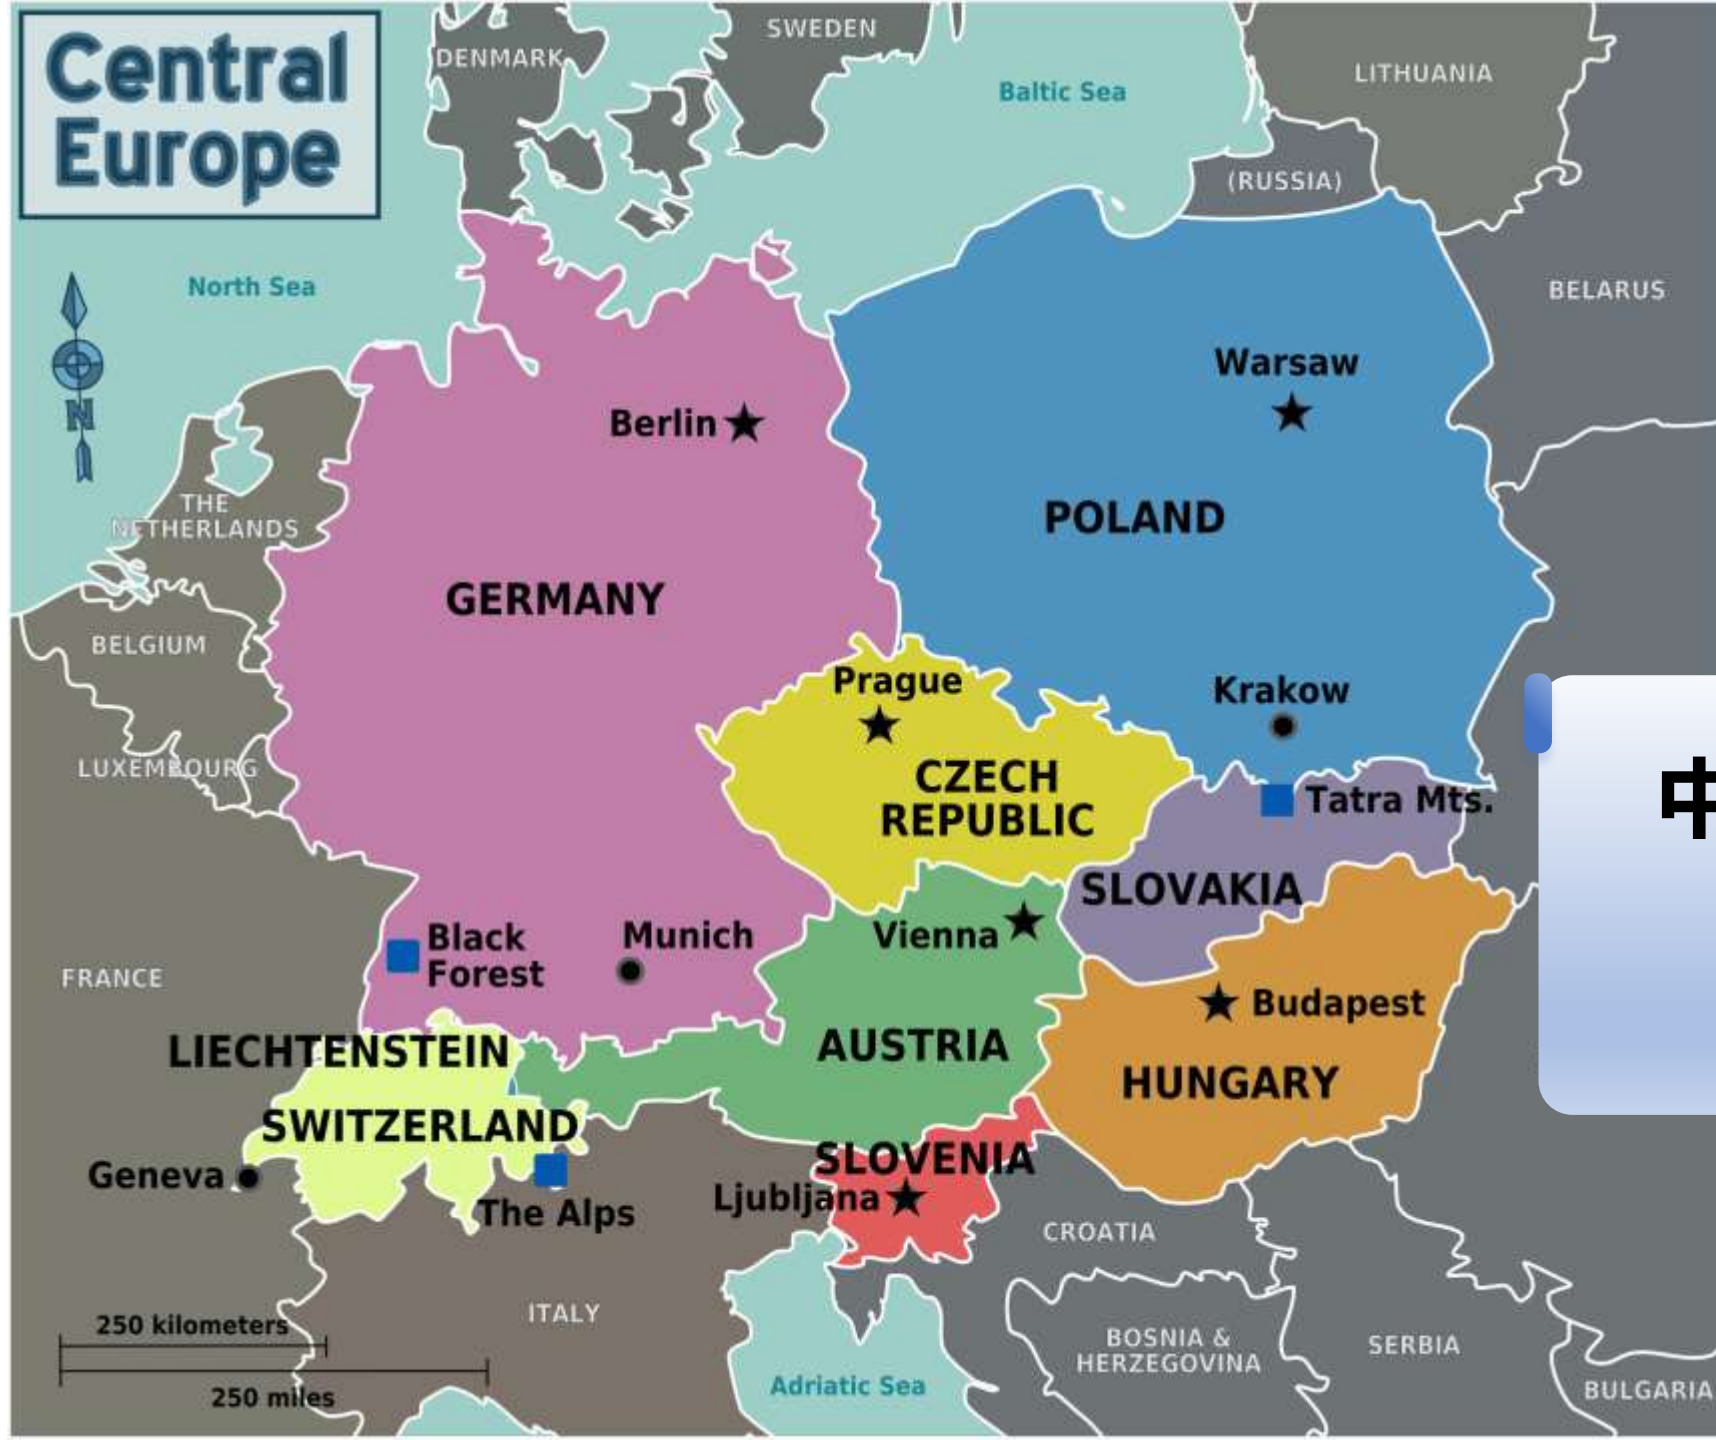 Central
Europe
DENMARK
SWEDEN
Baltic Sea
LITHUANIA
(RUSSIA)
North Sea
BELARUS
N
Warsaw
Berlin
THE
NETHERLANDS
POLAND
GERMANY
BELGIUM
Prague
Krakow
LUXEMBOURG
CZECH
REPUBLIC
Tatra Mts.
中
SLOVAKIA
Black
Forest
Munich
Vienna
FRANCE
Budapest
LIECHTENSTEIN
AUSTRIA
HUNGARY
SWITZERLAND
SLOVENIA
Geneva
Ljubljana
The Alps
CROATIA
ITALY
250 kilometers
BOSNIA &
HERZEGOVINA
SERBIA
Adriatic Sea
250 miles
BULGARIA